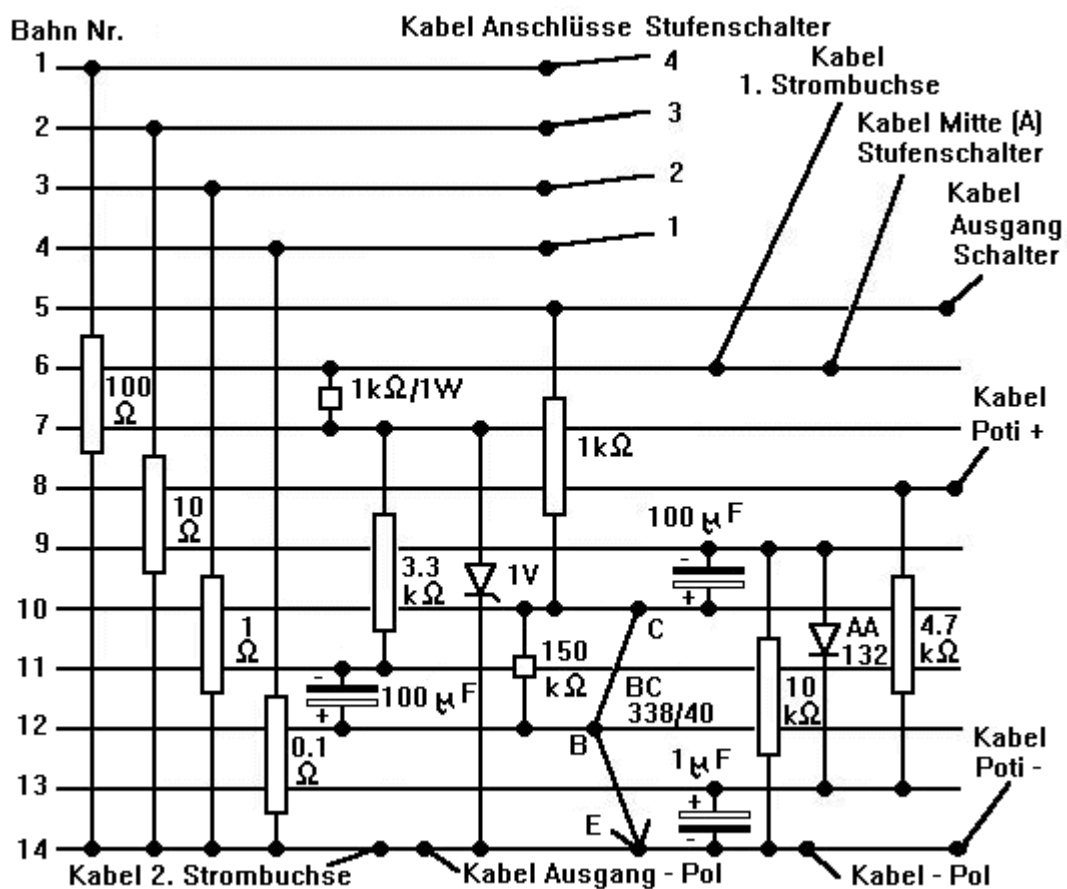 Bahn Nr.
Kabel Anschlüsse Stufenschalter
1
4
Kabel
1. Strombuchse
2
3
Kabel Mitte (A)
Stufenschalter
3
2
Kabel
Ausgang
Schalter
4
1
5
6
100
Ω
1kΩ/1W
7
1kΩ
Kabel
Poti +
8
10
Ω
100 µF
9
3.3
kΩ
1V
-
+
10
C
1
Ω
150
kΩ
AA
132
4.7
kΩ
11
-
+
100 µF
BC
338/40
10
kΩ
12
B
0.1
Ω
1µF
Kabel
Poti -
13
+
-
E
14
Kabel 2. Strombuchse
Kabel Ausgang - Pol
Kabel - Pol